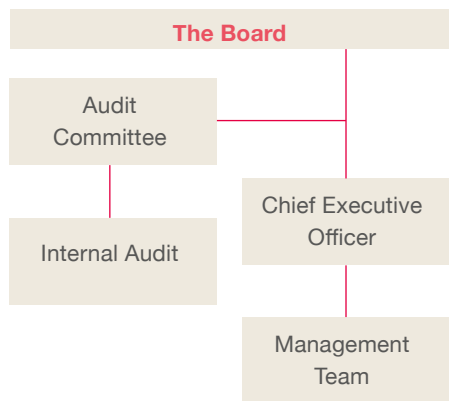 The Board
Audit
Committee
Internal Audit
Chief Executive
Officer
Management
Team